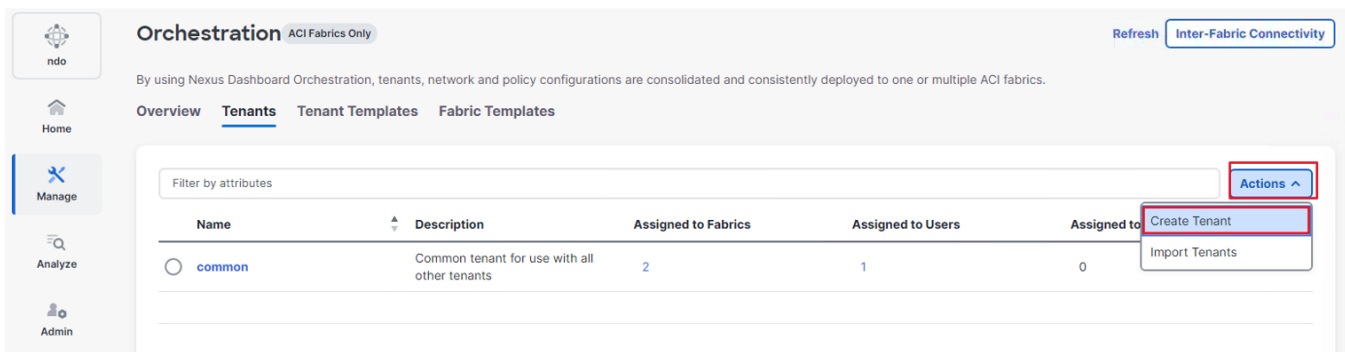 ndo
Home
Manage
Analyze
Admin
Orchestration ACI Fabrics Only
Refresh Inter-Fabric Connectivity
By using Nexus Dashboard Orchestration, tenants, network and policy configurations are consolidated and consistently deployed to one or multiple ACI fabrics.
Overview Tenants Tenant Templates Fabric Templates
Filter by attributes
Actions
Create Tenant
Import Tenants
Name Description Assigned to Fabrics Assigned to Users Assigned to
common Common tenant for use with all 2 1 0
other tenants